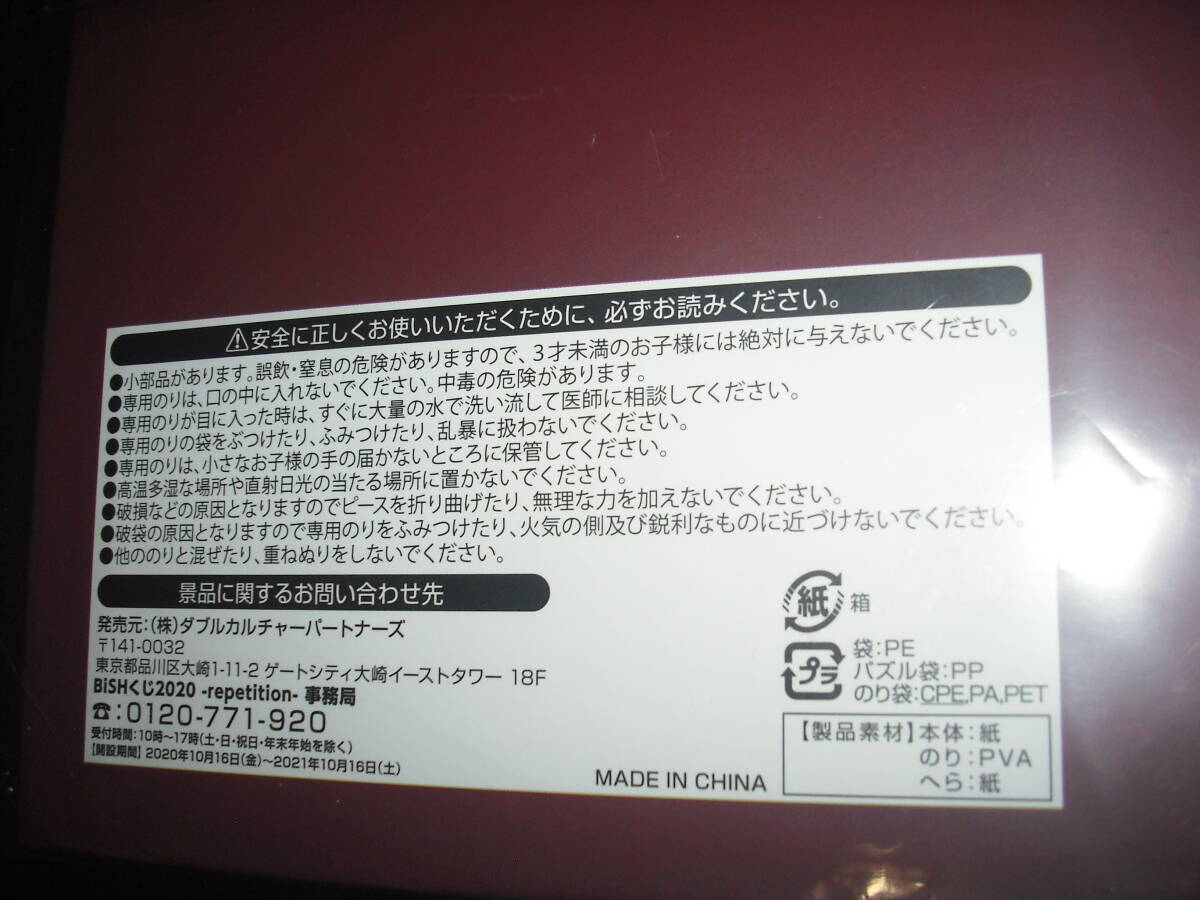 ⚠安全に正しくお使いいただくために、必ずお読みください。
●小部品があります。誤飲・窒息の危険がありますので、3才未満のお子様には絶対に与えないでください。
●専用のりは、口の中に入れないでください。中毒の危険があります。
●専用のりが目に入った時は、すぐに大量の水で洗い流して医師に相談してください。
●専用のりの袋をぶつけたり、ふみつけたり、乱暴に扱わないでください。
●専用のりは、小さなお子様の手の届かないところに保管してください。
●高温多湿な場所や直射日光の当たる場所に置かないでください。
●破損などの原因となりますのでピースを折り曲げたり、無理な力を加えないでください。
●破袋の原因となりますので専用のりをふみつけたり、火気の側及び鋭利なものに近づけないでください。
●他ののりと混ぜたり、重ねぬりをしないでください。
景品に関するお問い合わせ先
発売元:(株)ダブルカルチャーパートナーズ
〒141-0032
東京都品川区大崎1-11-2 ゲートシティ大崎イーストタワー 18F
BiSHくじ2020 -repetition- 事務局
☎:0120-771-920
受付時間:10時~17時(土・日・祝日・年末年始を除く)
【開設期間】2020年10月16日(金)~2021年10月16日(土)
MADE IN CHINA
紙 箱
プラ
袋:PE
パズル袋:PP
のり袋:CPE,PA,PET
【製品素材】本体:紙
のり:PVA
へら:紙